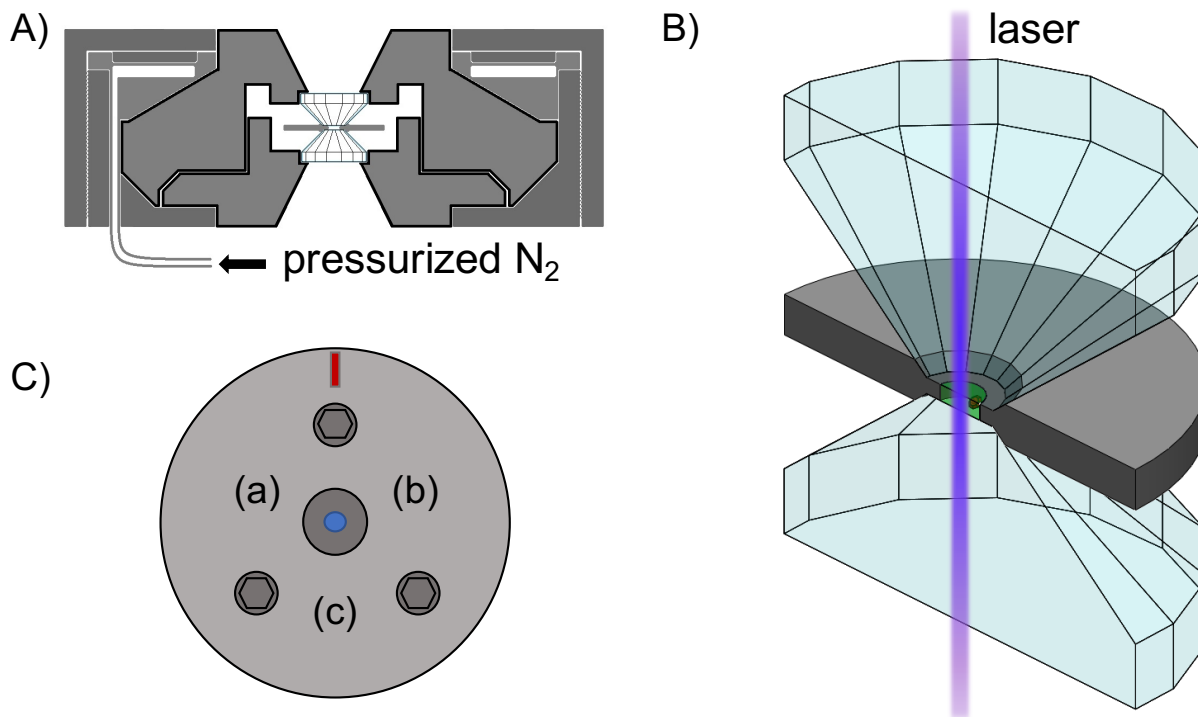 A)
pressurized N₂
B)
laser
C)
(a)
(b)
(c)